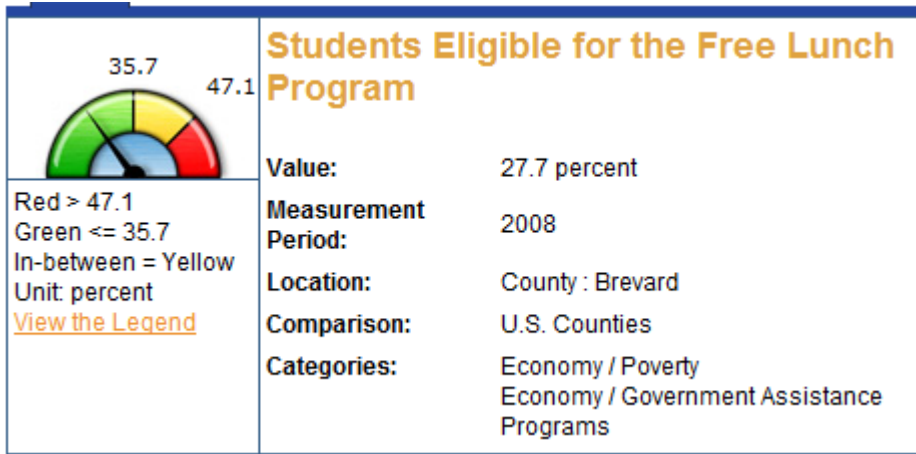 35.7
47.1
Red > 47.1
Green <= 35.7
In-between = Yellow
Unit: percent
View the Legend
Students Eligible for the Free Lunch
Program
Value: 27.7 percent
Measurement
Period: 2008
Location: County : Brevard
Comparison: U.S. Counties
Categories: Economy / Poverty
Economy / Government Assistance
Programs